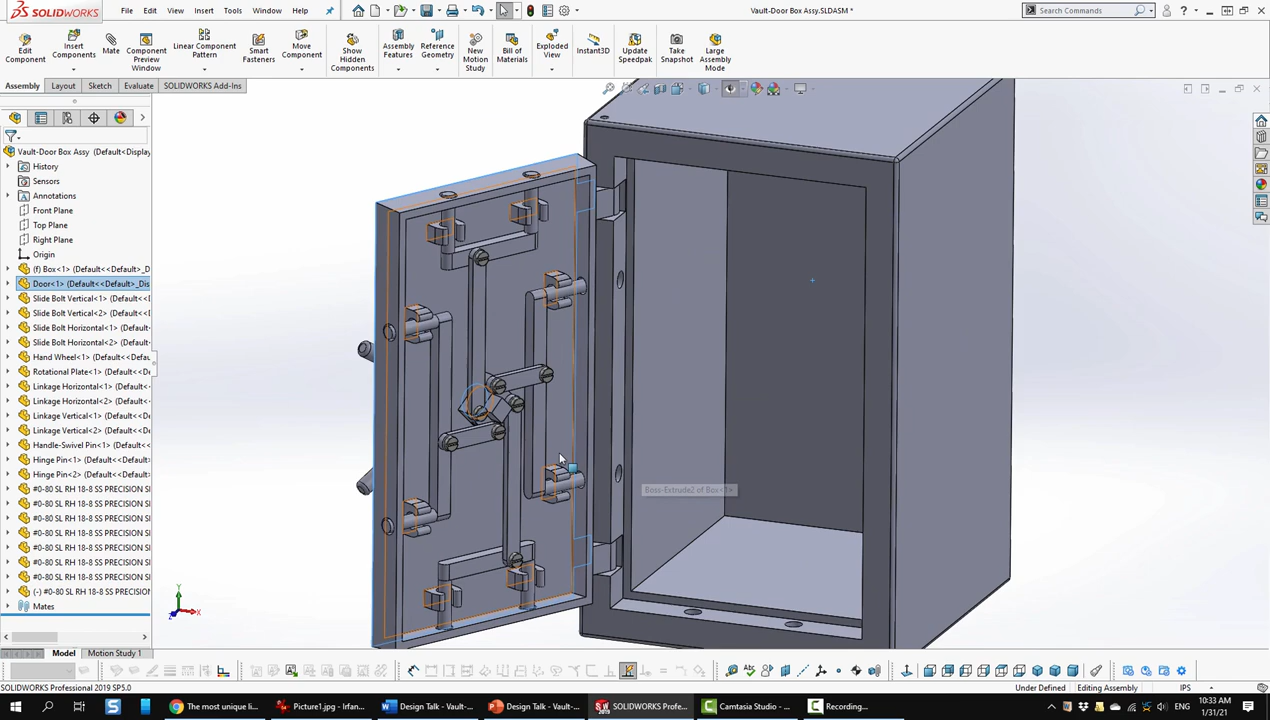 SOLIDWORKS
File Edit View Insert Tools Window Help
Vault-Door Box Assy.SLDASM *
Search Commands
Edit Component
Insert Components
Mate
Component Preview Window
Linear Component Pattern
Smart Fasteners
Move Component
Show Hidden Components
Assembly Features
Reference Geometry
New Motion Study
Bill of Materials
Exploded View
Instant3D
Update Speedpak
Take Snapshot
Large Assembly Mode
Assembly Layout Sketch Evaluate SOLIDWORKS Add-Ins
Vault-Door Box Assy (Default<Display
History
Sensors
Annotations
Front Plane
Top Plane
Right Plane
Origin
(f) Box<1> (Default<<Default>_D
Door<1> (Default<<Default>_Dis
Slide Bolt Vertical<1> (Default<<D
Slide Bolt Vertical<2> (Default<<D
Slide Bolt Horizontal<1> (Default
Slide Bolt Horizontal<2> (Default
Hand Wheel<1> (Default<<Defaul
Rotational Plate<1> (Default<<De
Linkage Horizontal<1> (Default<
Linkage Horizontal<2> (Default<
Linkage Vertical<1> (Default<<De
Linkage Vertical<2> (Default<<De
Handle-Swivel Pin<1> (Default<<
Hinge Pin<1> (Default<<Default>
Hinge Pin<2> (Default<<Default>
#0-80 SL RH 18-8 SS PRECISION S
#0-80 SL RH 18-8 SS PRECISION S
#0-80 SL RH 18-8 SS PRECISION S
#0-80 SL RH 18-8 SS PRECISION S
#0-80 SL RH 18-8 SS PRECISION S
#0-80 SL RH 18-8 SS PRECISION S
#0-80 SL RH 18-8 SS PRECISION S
(-) #0-80 SL RH 18-8 SS PRECISION
Mates
Boss-Extrude2 of Box<1>
Model Motion Study 1
SOLIDWORKS Professional 2019 SP5.0
Under Defined Editing Assembly IPS
The most unique li...
Picture1.jpg - Irfan...
Design Talk - Vault-...
Design Talk - Vault-...
SOLIDWORKS Profe...
Camtasia Studio - ...
Recording...
10:33 AM
1/31/21